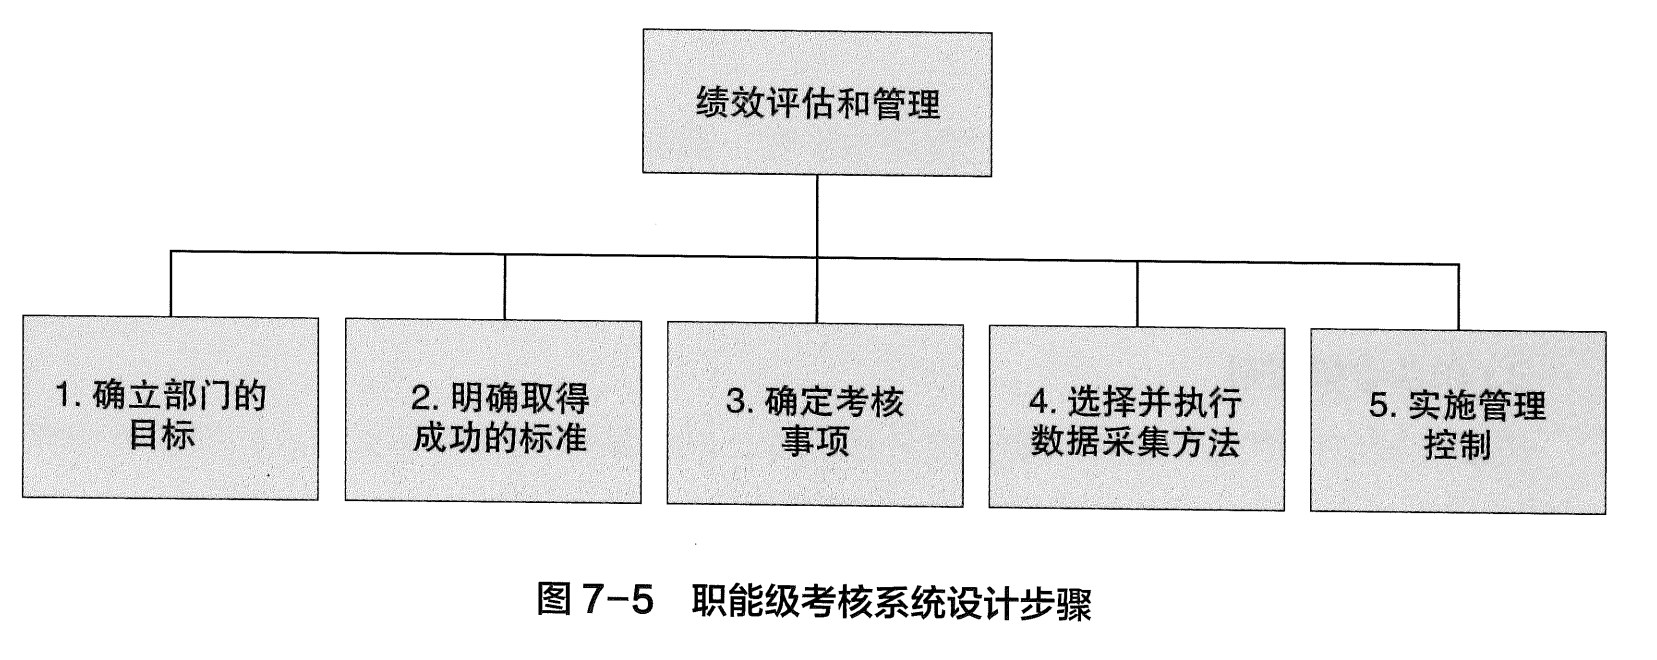 绩效评估和管理
1. 确立部门的
目标
2. 明确取得
成功的标准
3. 确定考核
事项
4. 选择并执行
数据采集方法
5. 实施管理
控制
图 7-5 职能级考核系统设计步骤